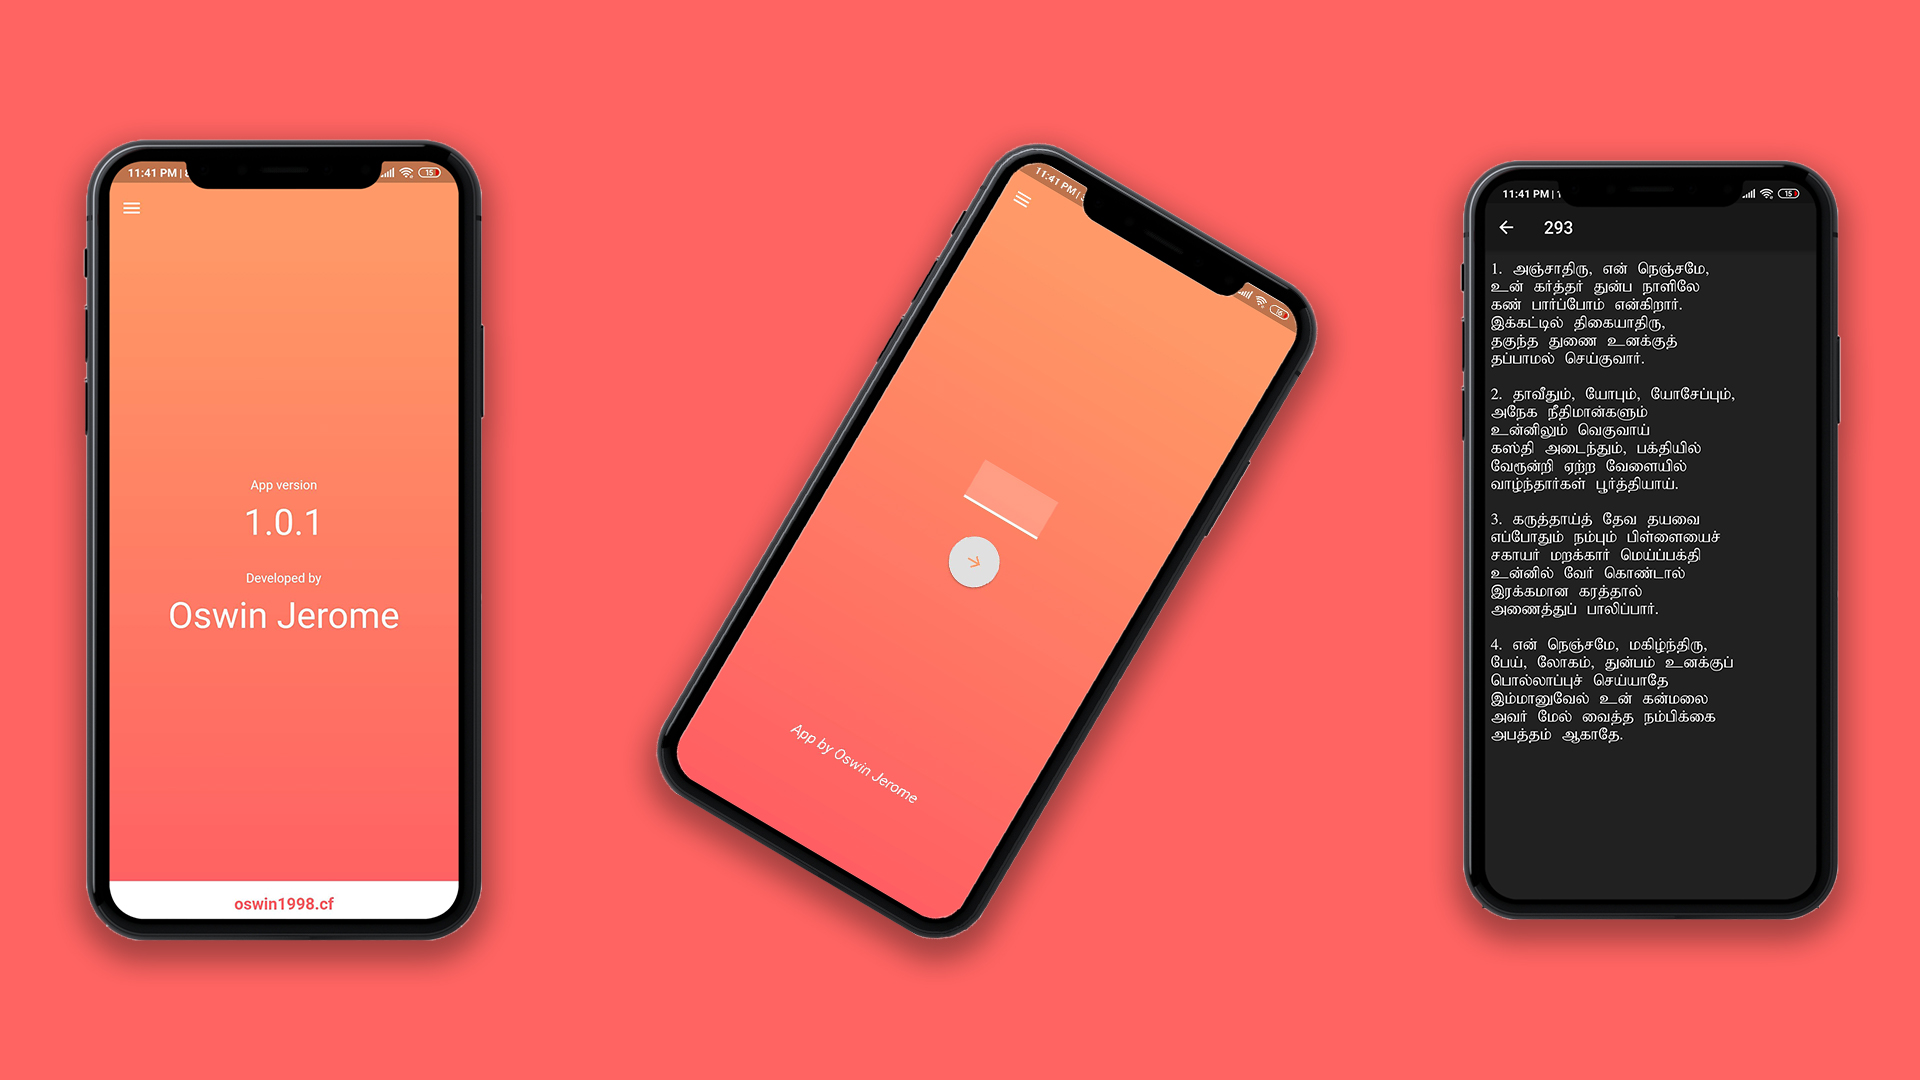 11:41 PM |
15
App version
1.0.1
Developed by
Oswin Jerome
oswin1998.cf
11:41 PM |
App by Oswin Jerome
11:41 PM |
15
293
1. அஞ்சாதிரு, என் நெஞ்சமே,
உன் கர்த்தர் துன்ப நாளிலே
கண் பார்ப்போம் என்கிறார்.
இக்கட்டில் திகையாதிரு,
தகுந்த துணை உனக்குத்
தப்பாமல் செய்குவார்.
2. தாவீதும், யோபும், யோசேப்பும்,
அநேக நீதிமான்களும்
உன்னிலும் வெகுவாய்
கஸ்தி அடைந்தும், பக்தியில்
வேரூன்றி ஏற்ற வேளையில்
வாழ்ந்தார்கள் பூர்த்தியாய்.
3. கருத்தாய்த் தேவ தயவை
எப்போதும் நம்பும் பிள்ளையைச்
சகாயர் மறக்கார் மெய்ப்பக்தி
உன்னில் வேர் கொண்டால்
இரக்கமான கரத்தால்
அணைத்துப் பாலிப்பார்.
4. என் நெஞ்சமே, மகிழ்ந்திரு,
பேய், லோகம், துன்பம் உனக்குப்
பொல்லாப்புச் செய்யாதே
இம்மானுவேல் உன் கன்மலை
அவர் மேல் வைத்த நம்பிக்கை
அபத்தம் ஆகாதே.